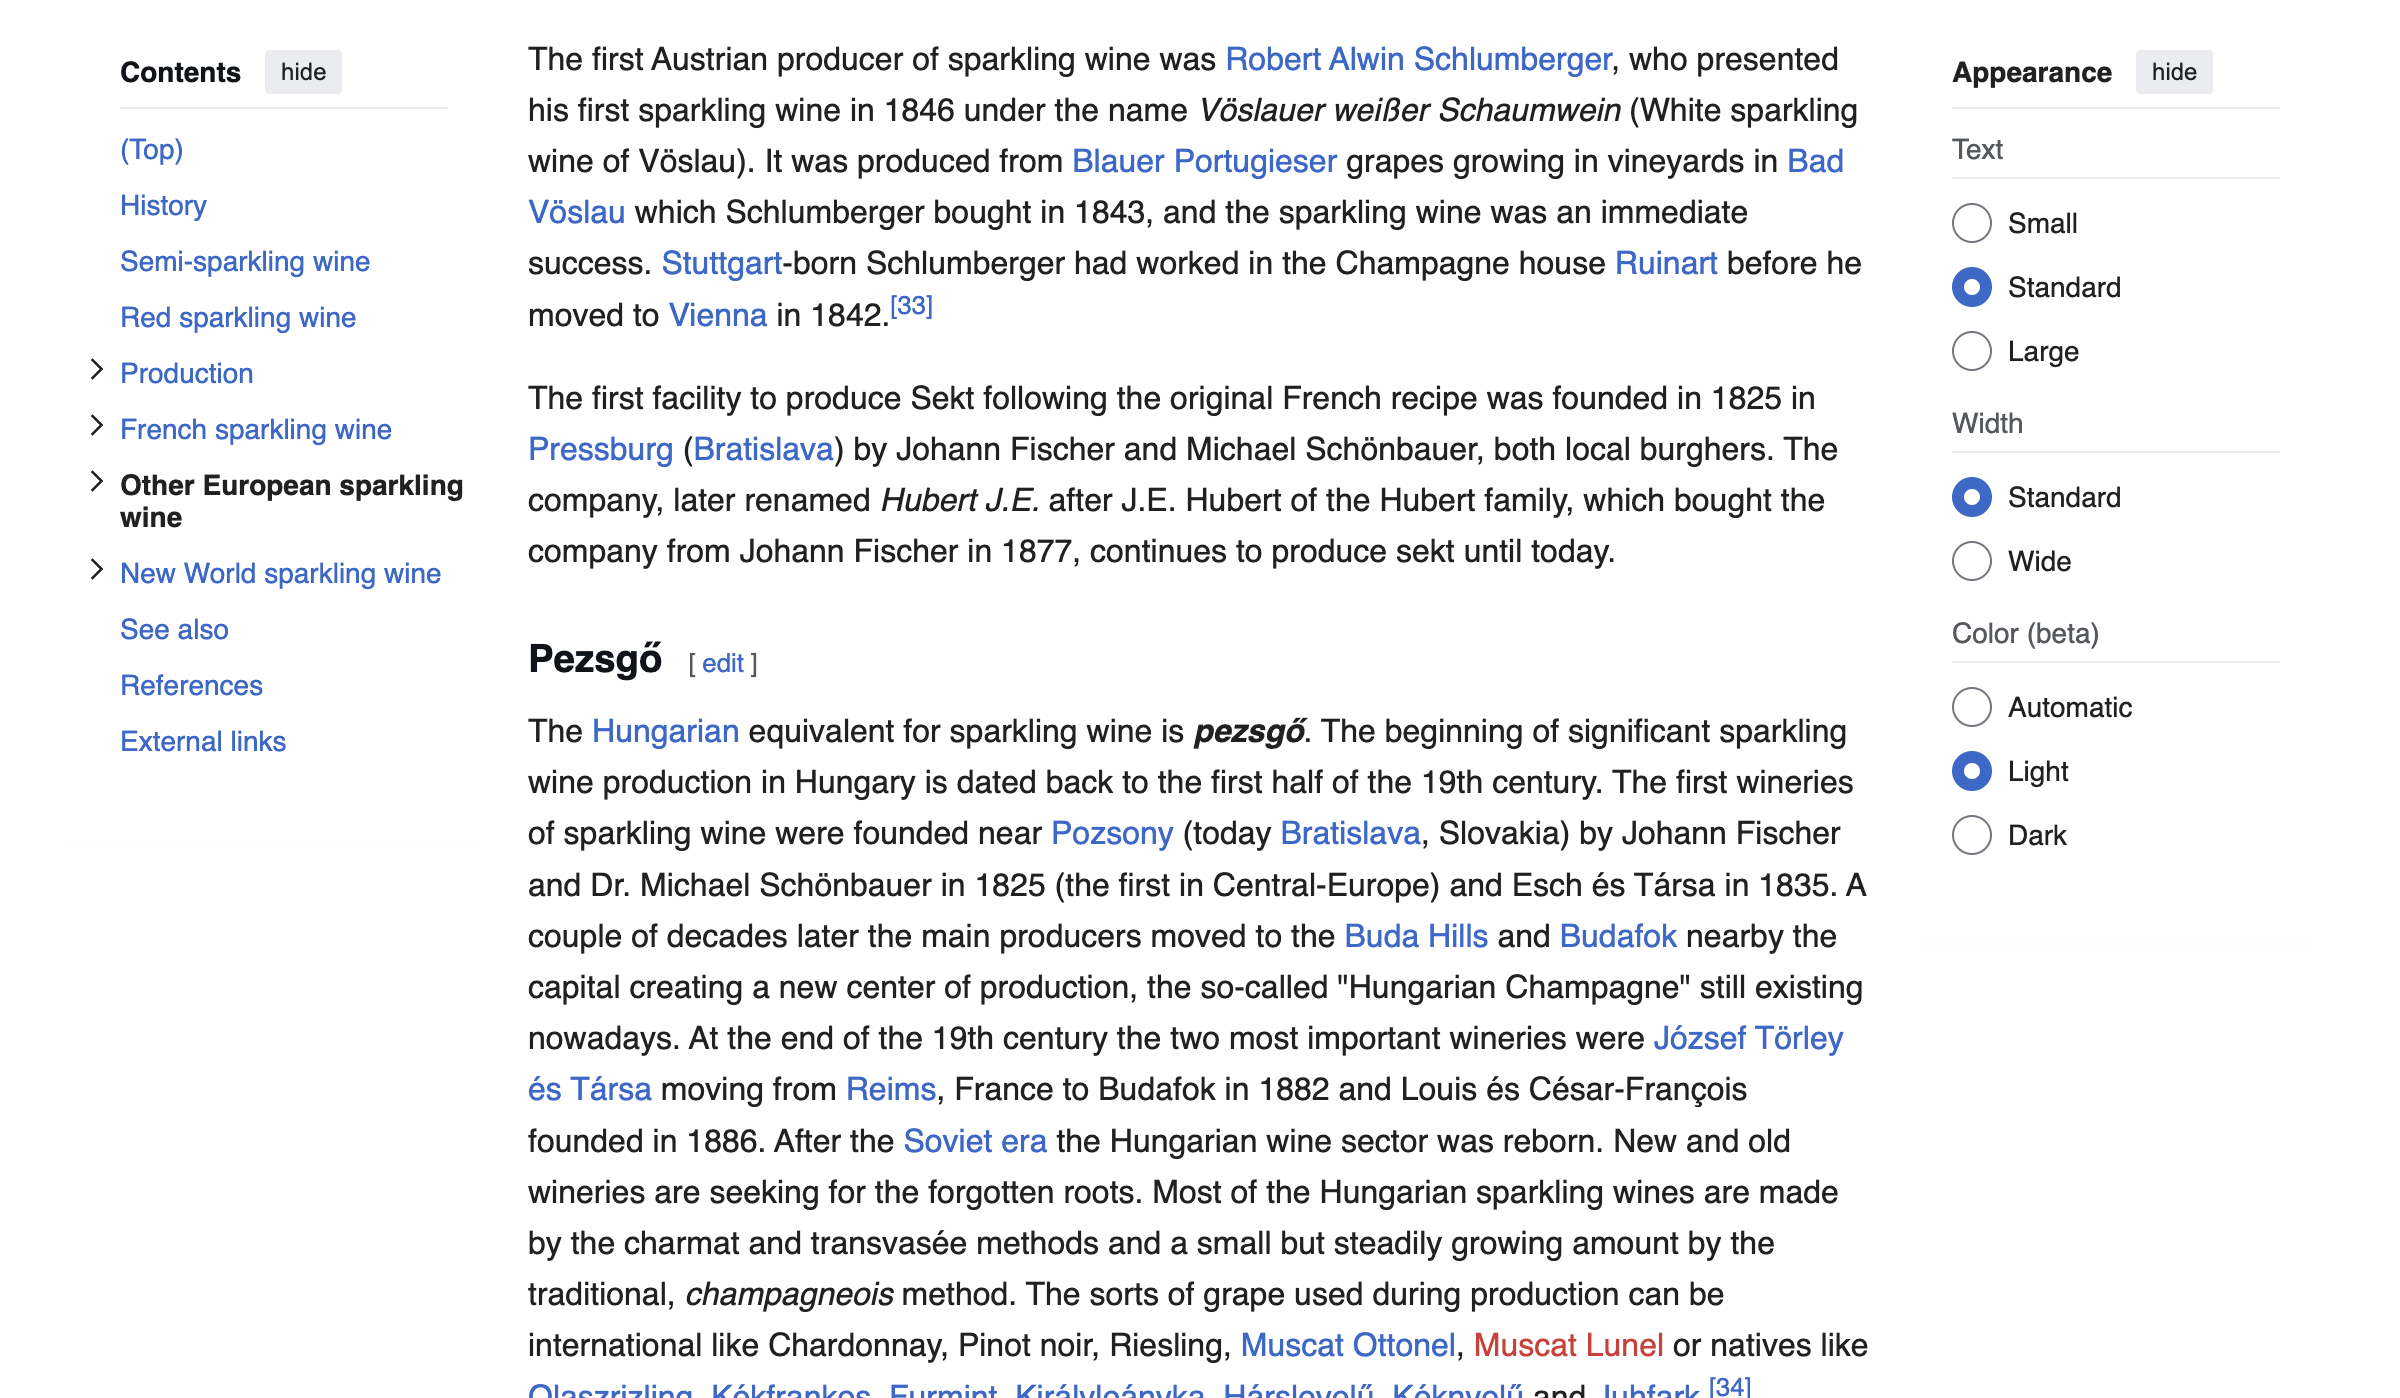 Contents hide
(Top)
History
Semi-sparkling wine
Red sparkling wine
Production
French sparkling wine
Other European sparkling
wine
New World sparkling wine
See also
References
External links
The first Austrian producer of sparkling wine was Robert Alwin Schlumberger, who presented
his first sparkling wine in 1846 under the name Vöslauer weißer Schaumwein (White sparkling
wine of Vöslau). It was produced from Blauer Portugieser grapes growing in vineyards in Bad
Vöslau which Schlumberger bought in 1843, and the sparkling wine was an immediate
success. Stuttgart-born Schlumberger had worked in the Champagne house Ruinart before he
moved to Vienna in 1842.[33]
The first facility to produce Sekt following the original French recipe was founded in 1825 in
Pressburg (Bratislava) by Johann Fischer and Michael Schönbauer, both local burghers. The
company, later renamed Hubert J.E. after J.E. Hubert of the Hubert family, which bought the
company from Johann Fischer in 1877, continues to produce sekt until today.
Pezsgő [ edit ]
The Hungarian equivalent for sparkling wine is pezsgő. The beginning of significant sparkling
wine production in Hungary is dated back to the first half of the 19th century. The first wineries
of sparkling wine were founded near Pozsony (today Bratislava, Slovakia) by Johann Fischer
and Dr. Michael Schönbauer in 1825 (the first in Central-Europe) and Esch és Társa in 1835. A
couple of decades later the main producers moved to the Buda Hills and Budafok nearby the
capital creating a new center of production, the so-called "Hungarian Champagne" still existing
nowadays. At the end of the 19th century the two most important wineries were József Törley
és Társa moving from Reims, France to Budafok in 1882 and Louis és César-François
founded in 1886. After the Soviet era the Hungarian wine sector was reborn. New and old
wineries are seeking for the forgotten roots. Most of the Hungarian sparkling wines are made
by the charmat and transvasée methods and a small but steadily growing amount by the
traditional, champagneois method. The sorts of grape used during production can be
international like Chardonnay, Pinot noir, Riesling, Muscat Ottonel, Muscat Lunel or natives like
Olaszrizling, Kékfrankos, Furmint, Királyleányka, Hárslevelű, Kéknyelű and Juhfark.[34]
Appearance hide
Text
Small
Standard
Large
Width
Standard
Wide
Color (beta)
Automatic
Light
Dark